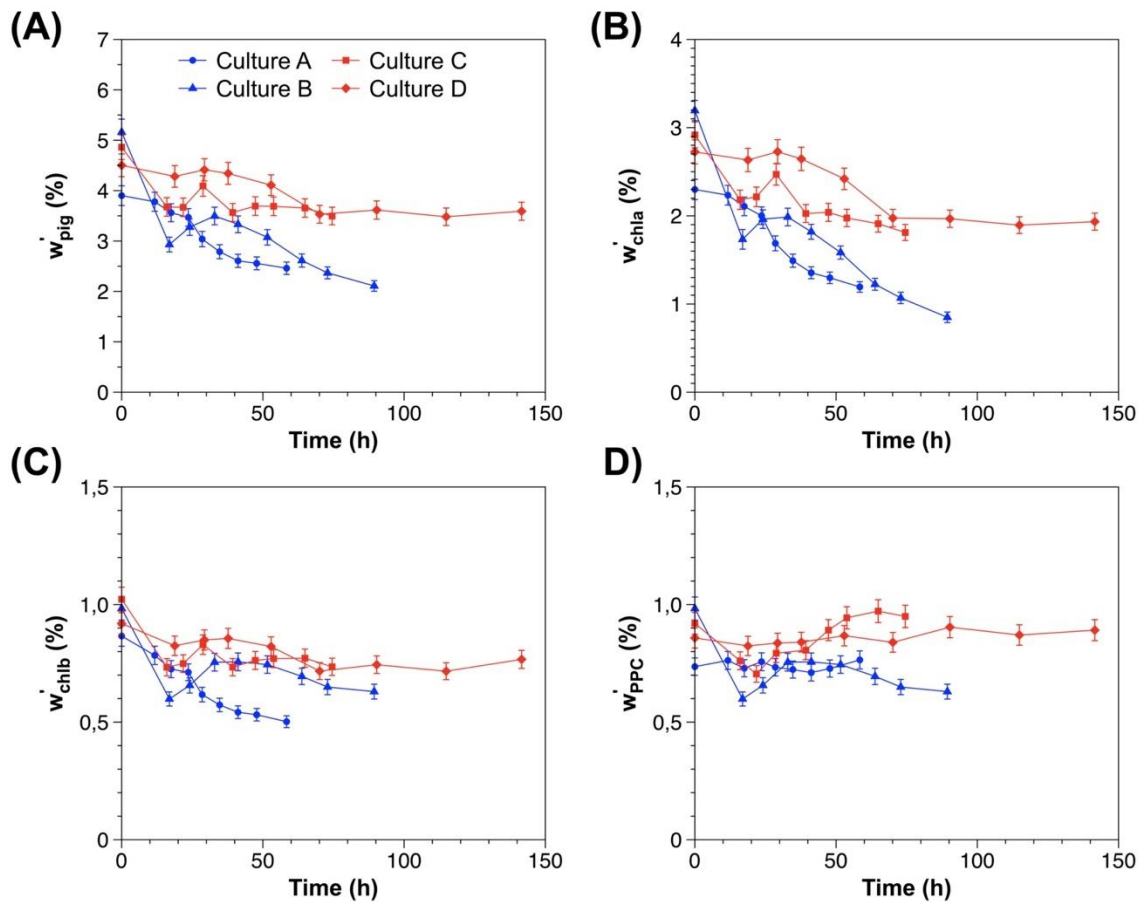 (A)
w'pig (%)
7
6
5
4
3
2
1
0
Culture A
Culture B
Culture C
Culture D
0 50 100 150
Time (h)
(B)
w'chla (%)
4
3
2
1
0
0 50 100 150
Time (h)
(C)
w'chlb (%)
1,5
1,0
0,5
0
0 50 100 150
Time (h)
D)
w'PPC (%)
1,5
1,0
0,5
0
0 50 100 150
Time (h)